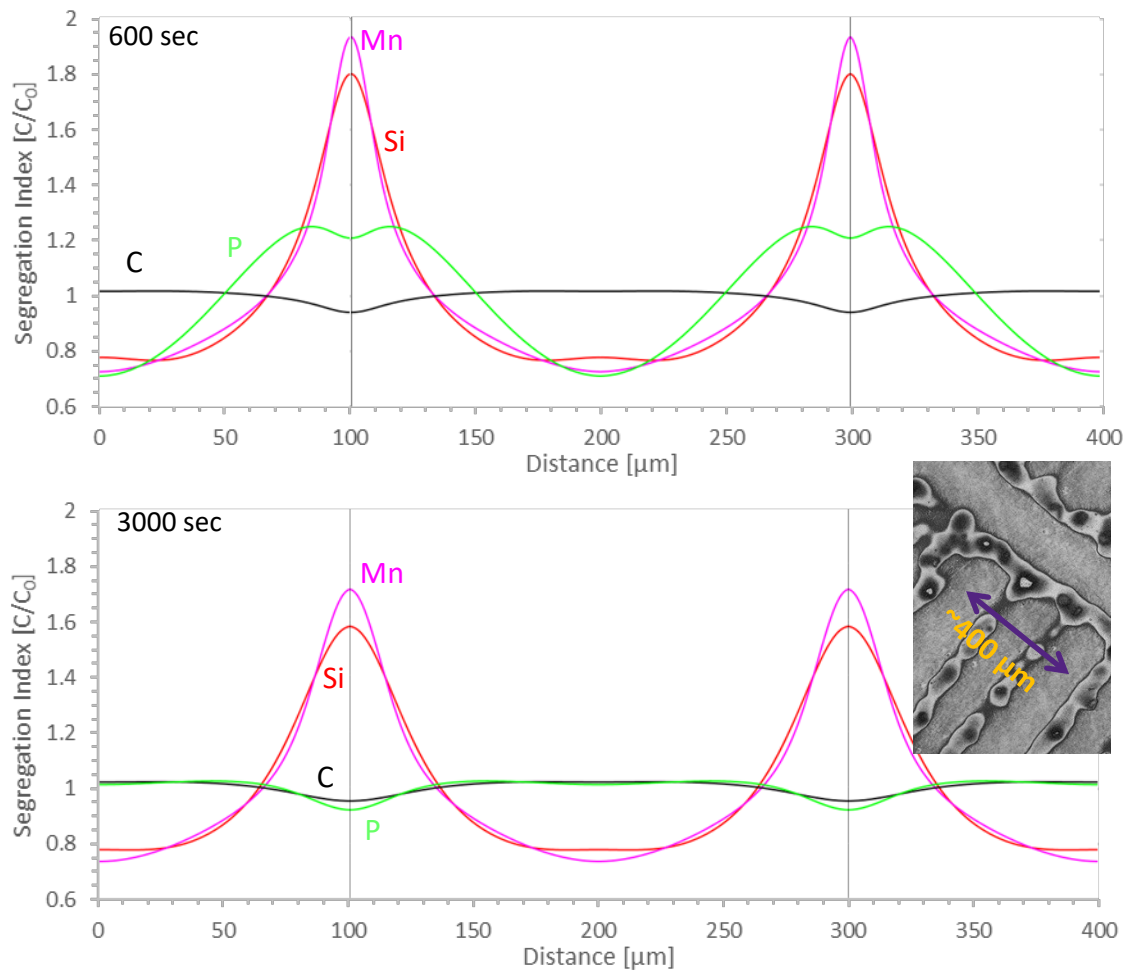 600 sec
Mn
Si
P
C
Segregation Index [C/C₀]
2
1.8
1.6
1.4
1.2
1
0.8
0.6
0 50 100 150 200 250 300 350 400
Distance [µm]
3000 sec
Mn
Si
C
P
~400 µm
Segregation Index [C/C₀]
2
1.8
1.6
1.4
1.2
1
0.8
0.6
0 50 100 150 200 250 300 350 400
Distance [µm]